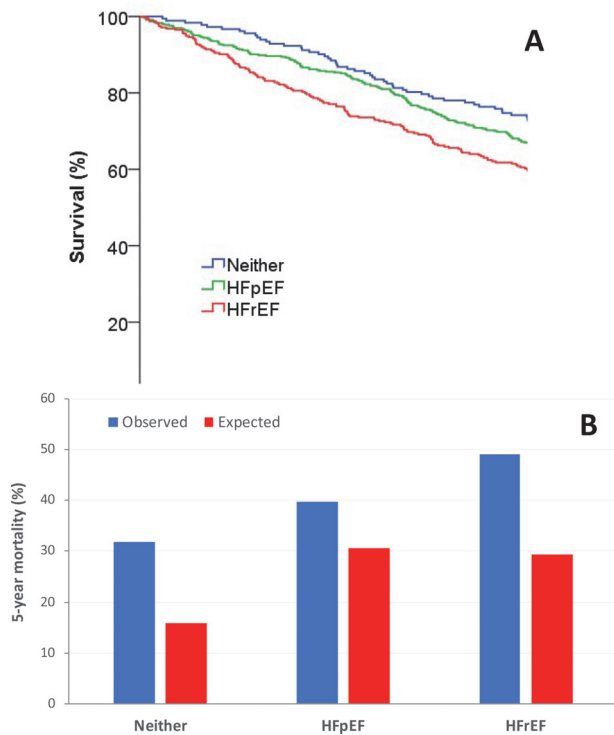 A
100
80
60
40
20
Survival (%)
Neither
HFpEF
HFrEF
B
60
50
40
30
20
10
0
5-year mortality (%)
Observed Expected
Neither HFpEF HFrEF